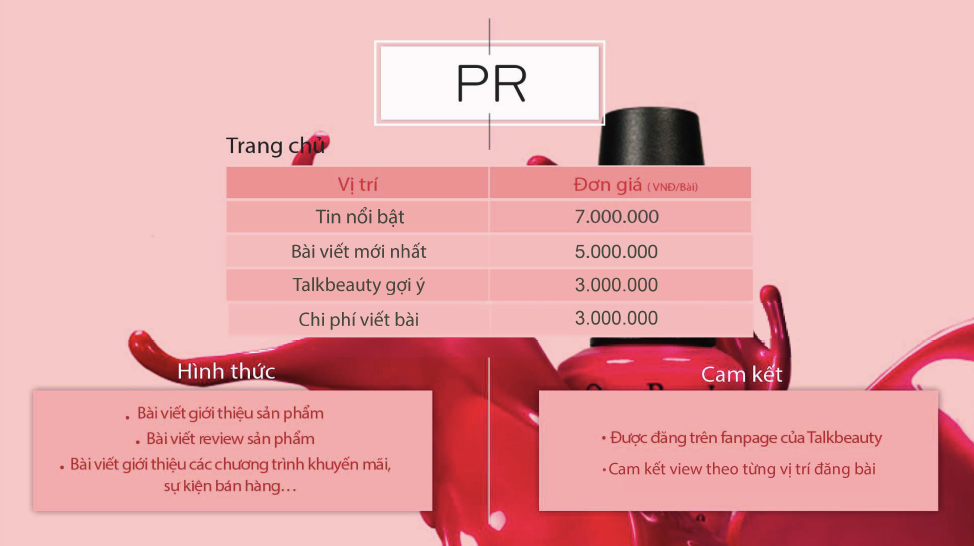 PR
Trang chủ
Vị trí
Đơn giá ( VNĐ/Bài)
Tin nổi bật
7.000.000
Bài viết mới nhất
5.000.000
Talkbeauty gợi ý
3.000.000
Chi phí viết bài
3.000.000
Hình thức
• Bài viết giới thiệu sản phẩm
• Bài viết review sản phẩm
• Bài viết giới thiệu các chương trình khuyến mãi,
sự kiện bán hàng...
Cam kết
• Được đăng trên fanpage của Talkbeauty
• Cam kết view theo từng vị trí đăng bài